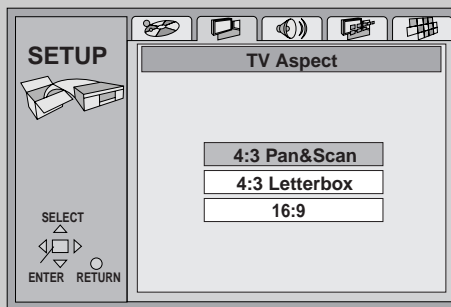 SETUP
TV Aspect
4:3 Pan&Scan
4:3 Letterbox
16:9
SELECT
ENTER RETURN